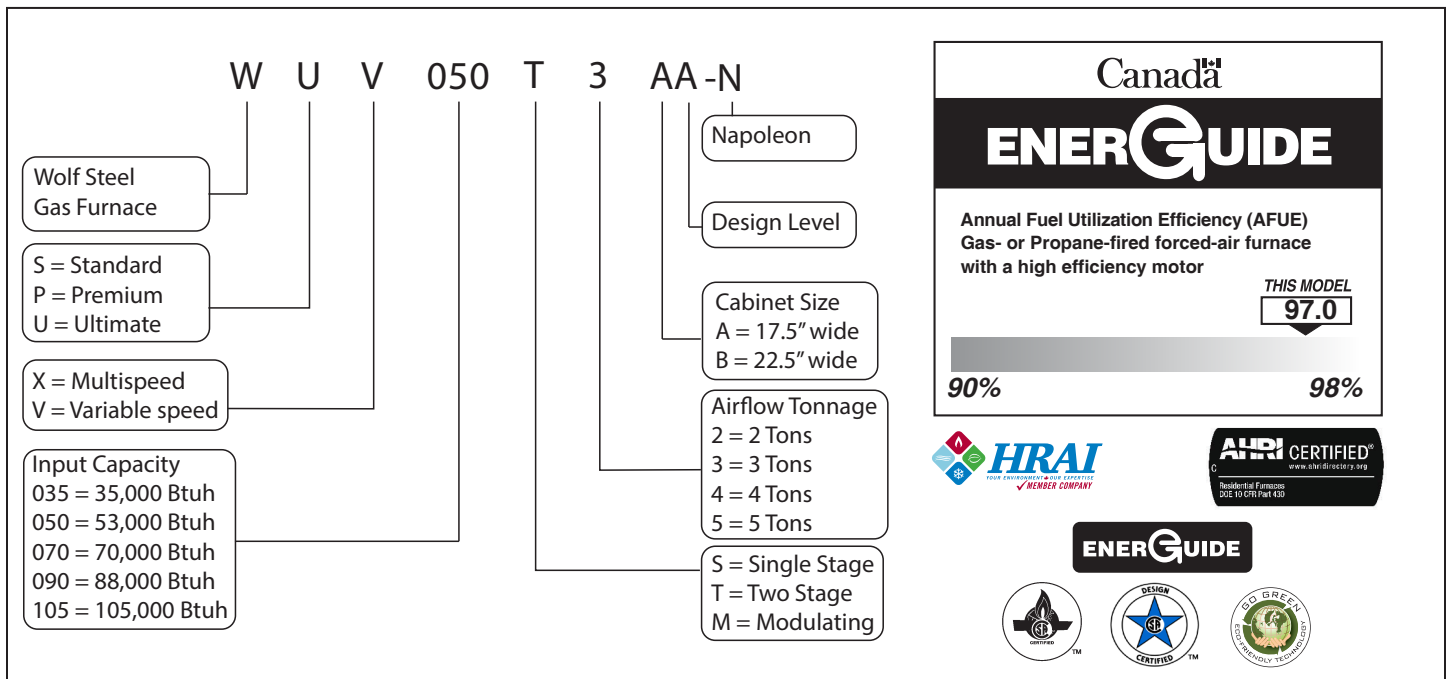 W U V 050 T 3 AA -N
Wolf Steel
Gas Furnace
S = Standard
P = Premium
U = Ultimate
X = Multispeed
V = Variable speed
Input Capacity
035 = 35,000 Btuh
050 = 53,000 Btuh
070 = 70,000 Btuh
090 = 88,000 Btuh
105 = 105,000 Btuh
Napoleon
Design Level
Cabinet Size
A = 17.5” wide
B = 22.5” wide
Airflow Tonnage
2 = 2 Tons
3 = 3 Tons
4 = 4 Tons
5 = 5 Tons
S = Single Stage
T = Two Stage
M = Modulating
Canada
ENERGUIDE
Annual Fuel Utilization Efficiency (AFUE)
Gas- or Propane-fired forced-air furnace
with a high efficiency motor
THIS MODEL
97.0
90% 98%
HRAI
YOUR ENVIRONMENT OUR EXPERTISE
MEMBER COMPANY
C
AHRI CERTIFIED®
www.ahridirectory.org
Residential Furnaces
DOE 10 CFR Part 430
ENERGUIDE
CERTIFIED
TM
DESIGN
CERTIFIED
TM
GO GREEN
ECO-FRIENDLY TECHNOLOGY